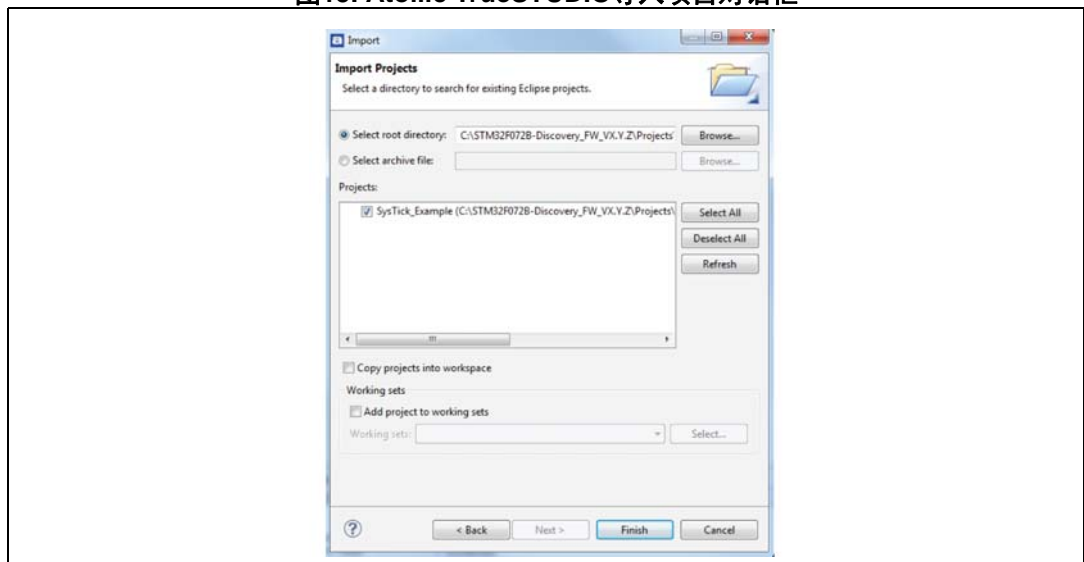 Import
Import Projects
Select a directory to search for existing Eclipse projects.
Select root directory: C:\STM32F072B-Discovery_FW_VX.Y.Z\Projects\ Browse...
Select archive file: Browse...
Projects:
SysTick_Example (C:\STM32F072B-Discovery_FW_VX.Y.Z\Projects\ Select All
Deselect All
Refresh
Copy projects into workspace
Working sets
Add project to working sets
Working sets: Select...
< Back Next > Finish Cancel